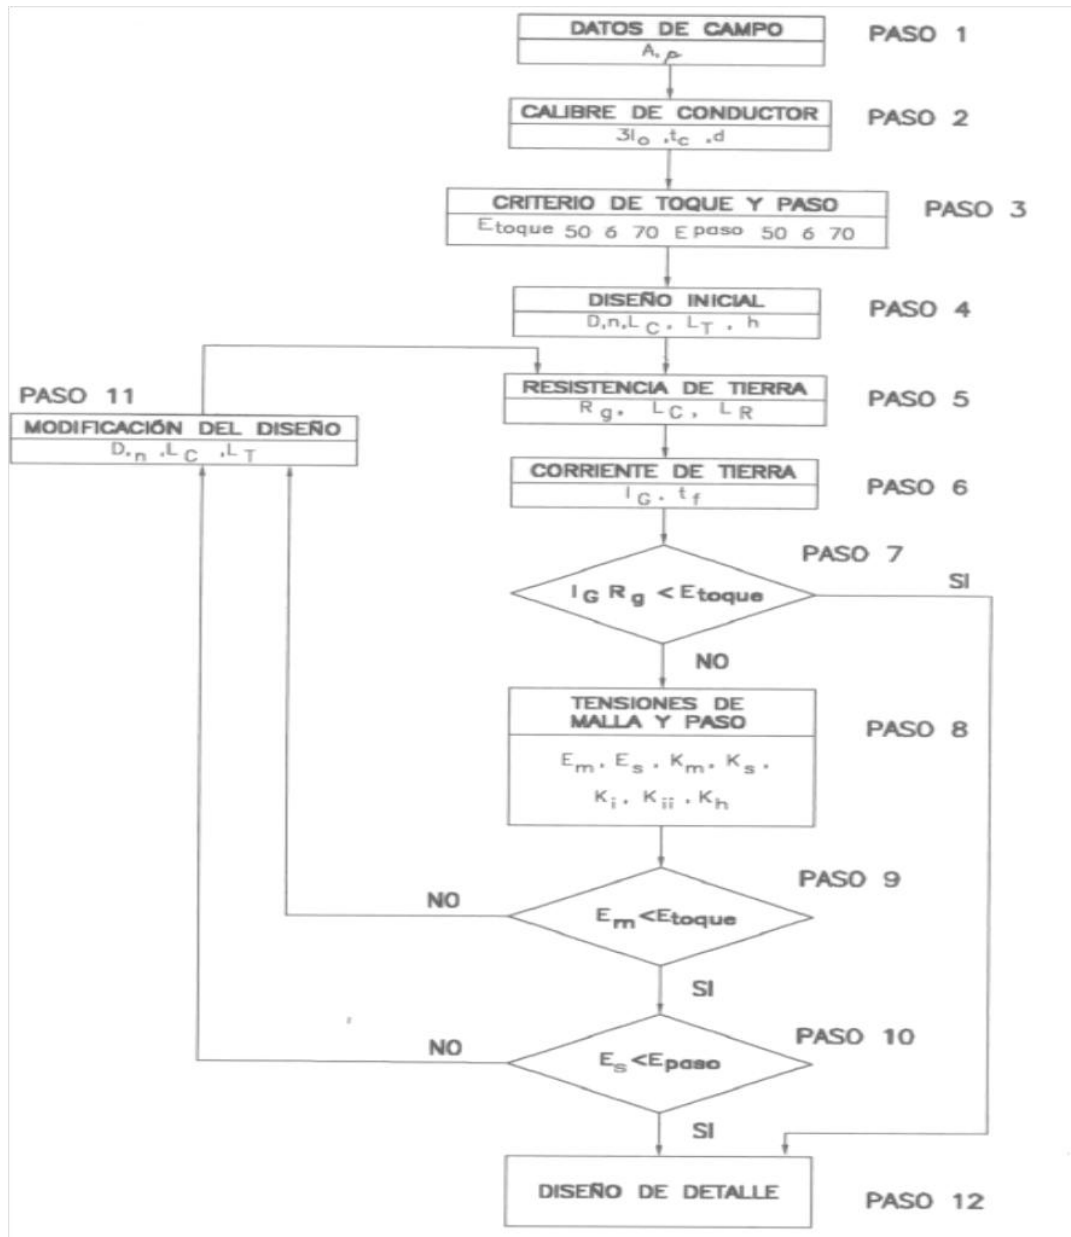 DATOS DE CAMPO
PASO 1
A,ρ
CALIBRE DE CONDUCTOR
PASO 2
3Io ,tc ,d
CRITERIO DE TOQUE Y PASO
PASO 3
Etoque 50 6 70 Epaso 50 6 70
DISEÑO INICIAL
PASO 4
D,n,LC, LT , h
PASO 11
RESISTENCIA DE TIERRA
PASO 5
Rg, LC, LR
MODIFICACIÓN DEL DISEÑO
D,n ,LC ,LT
CORRIENTE DE TIERRA
PASO 6
IG, tf
PASO 7
IG Rg < Etoque
SI
NO
TENSIONES DE
MALLA Y PASO
PASO 8
Em, Es, Km, Ks,
Ki, Kii, Kh
PASO 9
NO
Em<Etoque
SI
PASO 10
NO
Es<Epaso
SI
DISEÑO DE DETALLE
PASO 12